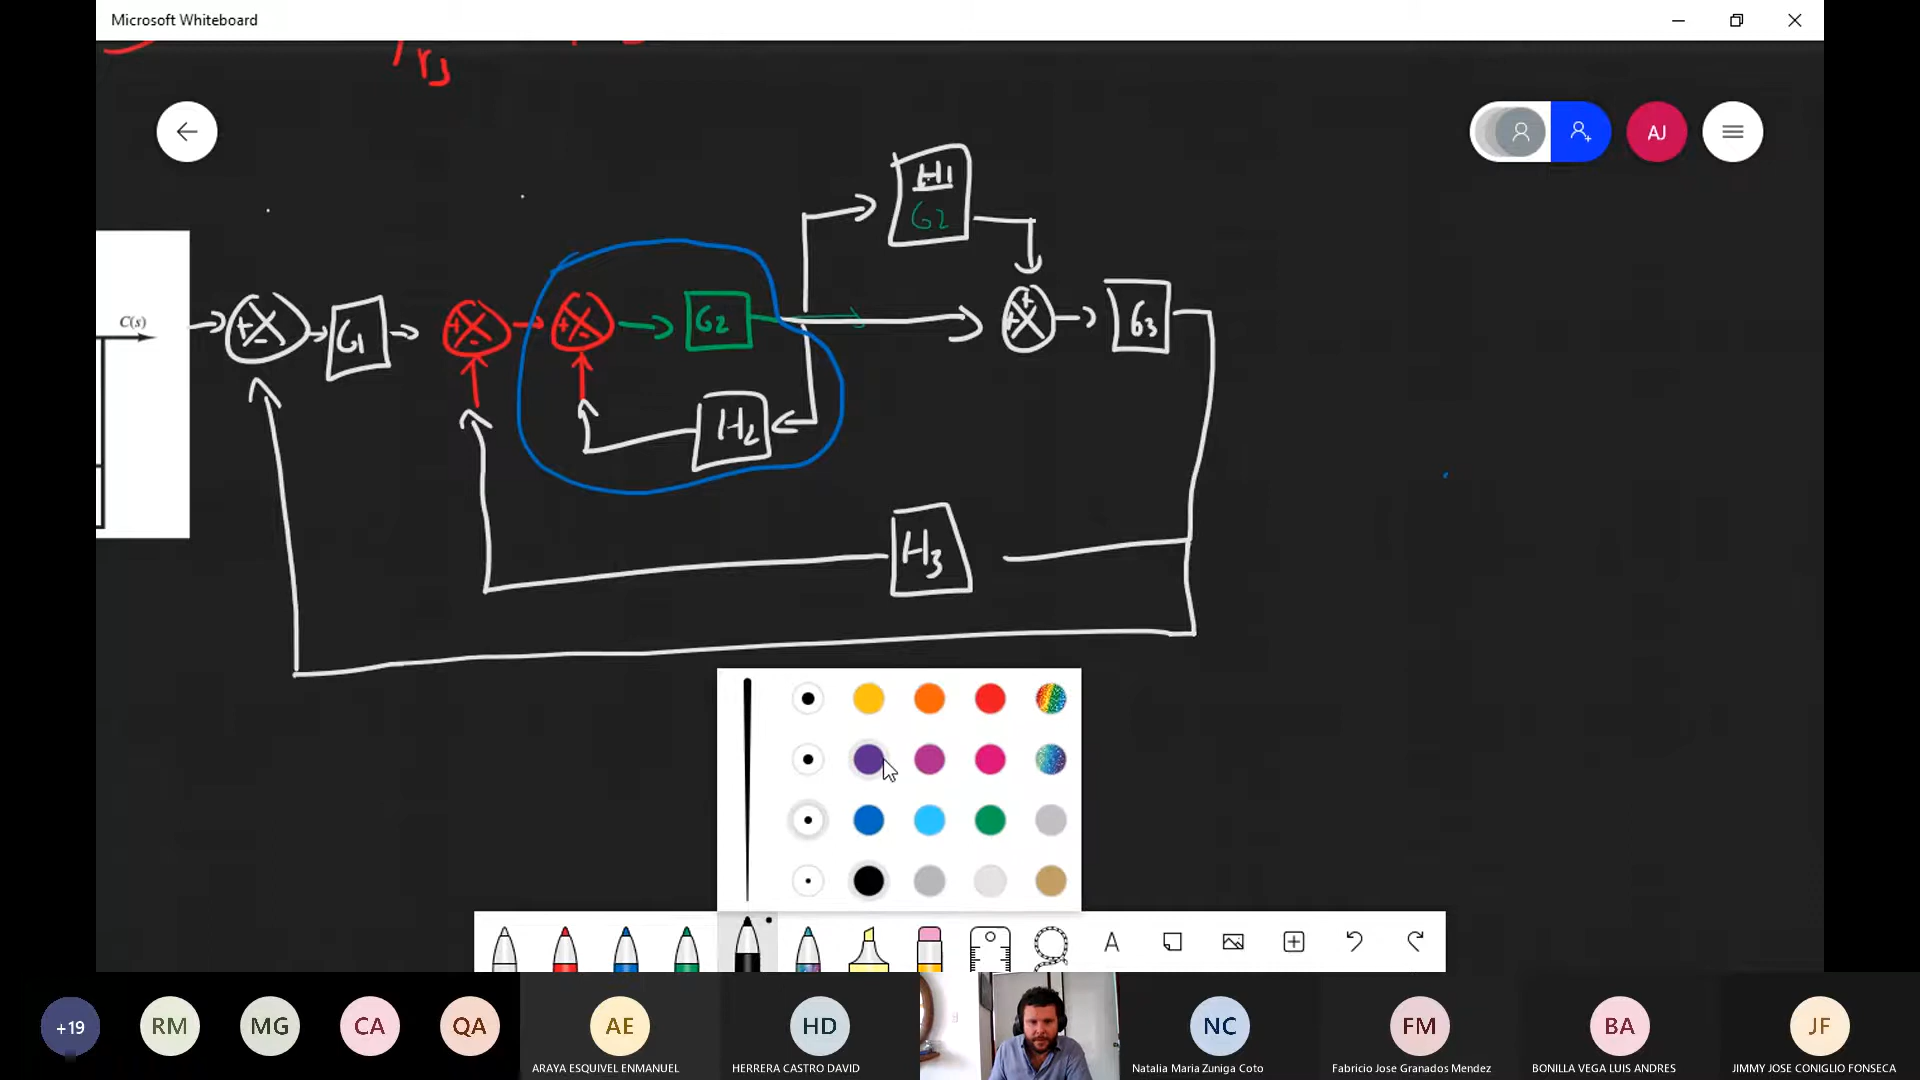 Microsoft Whiteboard
AJ
H1
G2
C(s)
+
-
G1
+
-
+
-
G2
+
+
G3
H2
H3
A
+19
RM
MG
CA
QA
AE
HD
NC
FM
BA
JF
ARAYA ESQUIVEL ENMANUEL
HERRERA CASTRO DAVID
Natalia Maria Zuniga Coto
Fabricio Jose Granados Mendez
BONILLA VEGA LUIS ANDRES
JIMMY JOSE CONIGLIO FONSECA